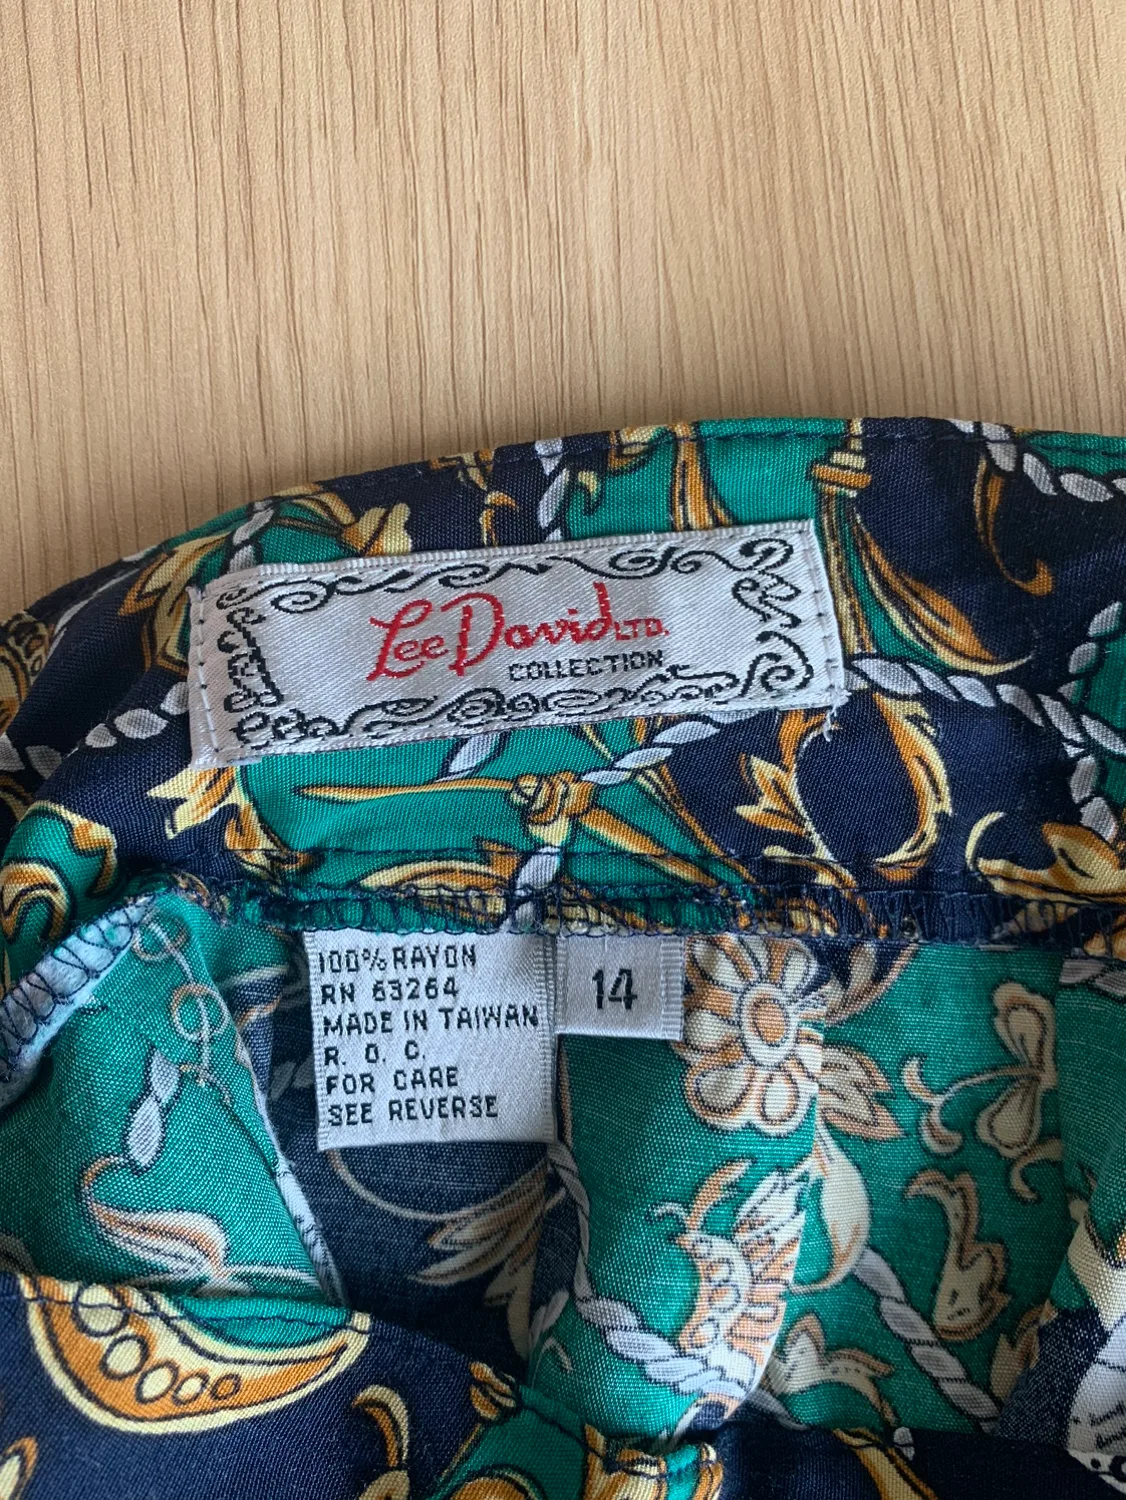 Lee David LTD.
COLLECTION
100% RAYON
RN 63264
MADE IN TAIWAN
R. O. C.
FOR CARE
SEE REVERSE
14